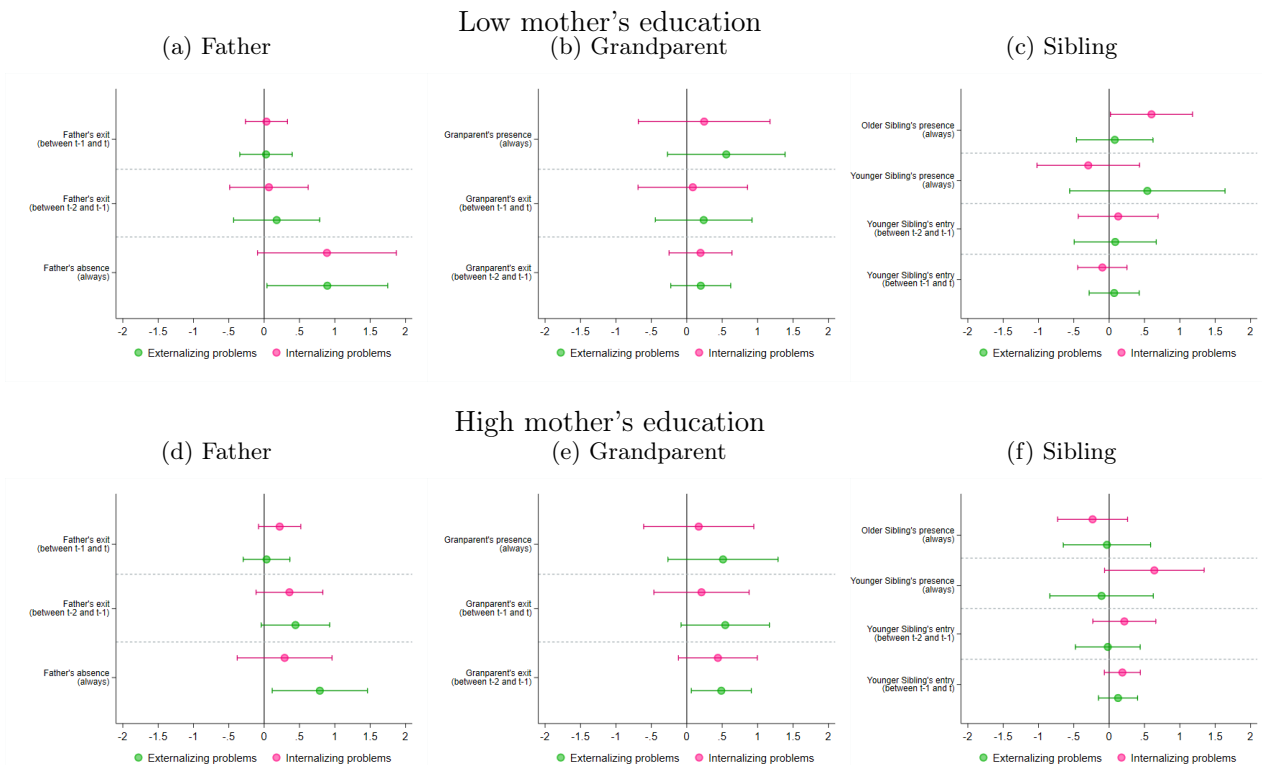 Low mother's education
(a) Father
(b) Grandparent
(c) Sibling
Father's exit
(between t-1 and t)
Father's exit
(between t-2 and t-1)
Father's absence
(always)
-2 -1.5 -1 -.5 0 .5 1 1.5 2
Externalizing problems Internalizing problems
Granparent's presence
(always)
Granparent's exit
(between t-1 and t)
Granparent's exit
(between t-2 and t-1)
-2 -1.5 -1 -.5 0 .5 1 1.5 2
Externalizing problems Internalizing problems
Older Sibling's presence
(always)
Younger Sibling's presence
(always)
Younger Sibling's entry
(between t-2 and t-1)
Younger Sibling's entry
(between t-1 and t)
-2 -1.5 -1 -.5 0 .5 1 1.5 2
Externalizing problems Internalizing problems
High mother's education
(d) Father
(e) Grandparent
(f) Sibling
Father's exit
(between t-1 and t)
Father's exit
(between t-2 and t-1)
Father's absence
(always)
-2 -1.5 -1 -.5 0 .5 1 1.5 2
Externalizing problems Internalizing problems
Granparent's presence
(always)
Granparent's exit
(between t-1 and t)
Granparent's exit
(between t-2 and t-1)
-2 -1.5 -1 -.5 0 .5 1 1.5 2
Externalizing problems Internalizing problems
Older Sibling's presence
(always)
Younger Sibling's presence
(always)
Younger Sibling's entry
(between t-2 and t-1)
Younger Sibling's entry
(between t-1 and t)
-2 -1.5 -1 -.5 0 .5 1 1.5 2
Externalizing problems Internalizing problems